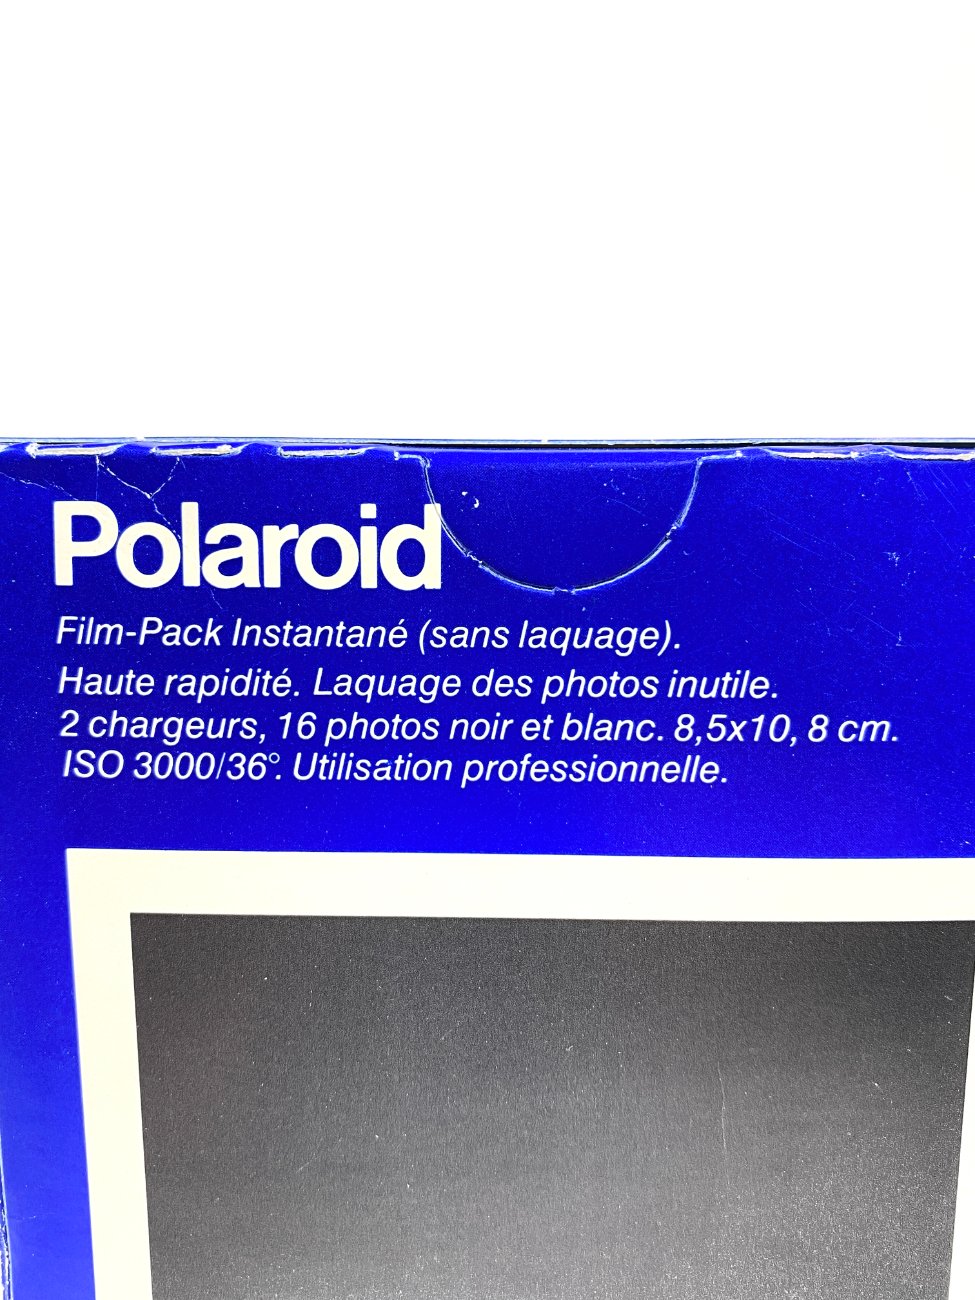 Polaroid
Film-Pack Instantané (sans laquage).
Haute rapidité. Laquage des photos inutile.
2 chargeurs, 16 photos noir et blanc. 8,5x10, 8 cm.
ISO 3000/36°. Utilisation professionnelle.